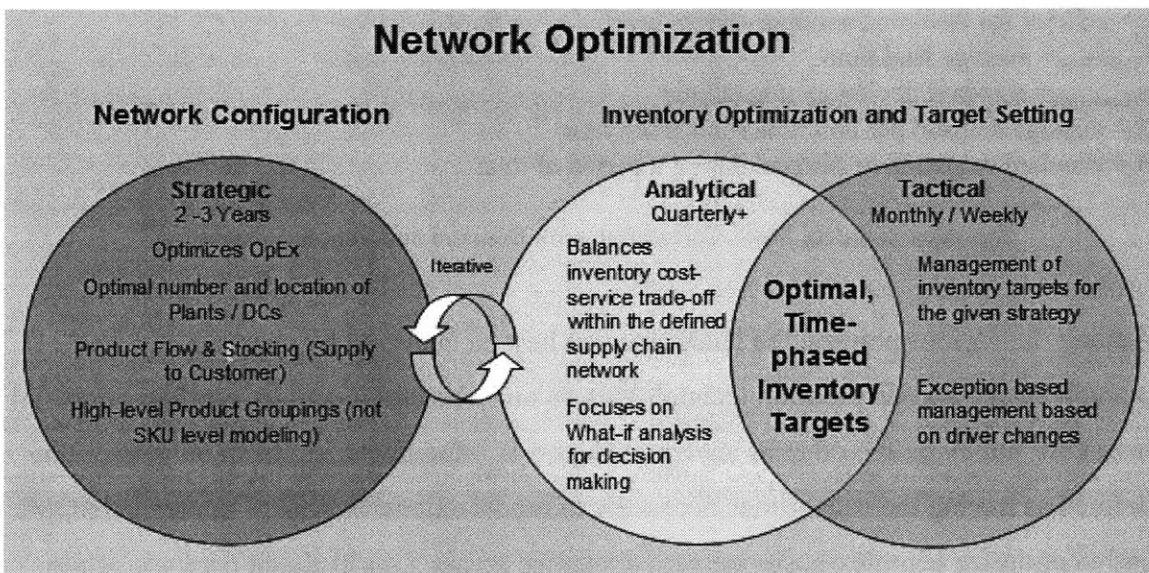 Network Optimization
Network Configuration
Strategic
2 -3 Years
Optimizes OpEx
Optimal number and location of
Plants / DCs
Product Flow & Stocking (Supply
to Customer)
High-level Product Groupings (not
SKU level modeling)
Iterative
Inventory Optimization and Target Setting
Analytical
Quarterly+
Balances
inventory cost-
service trade-off
within the defined
supply chain
network
Focuses on
What-if analysis
for decision
making
Optimal,
Time-
phased
Inventory
Targets
Tactical
Monthly / Weekly
Management of
inventory targets for
the given strategy
Exception based
management based
on driver changes